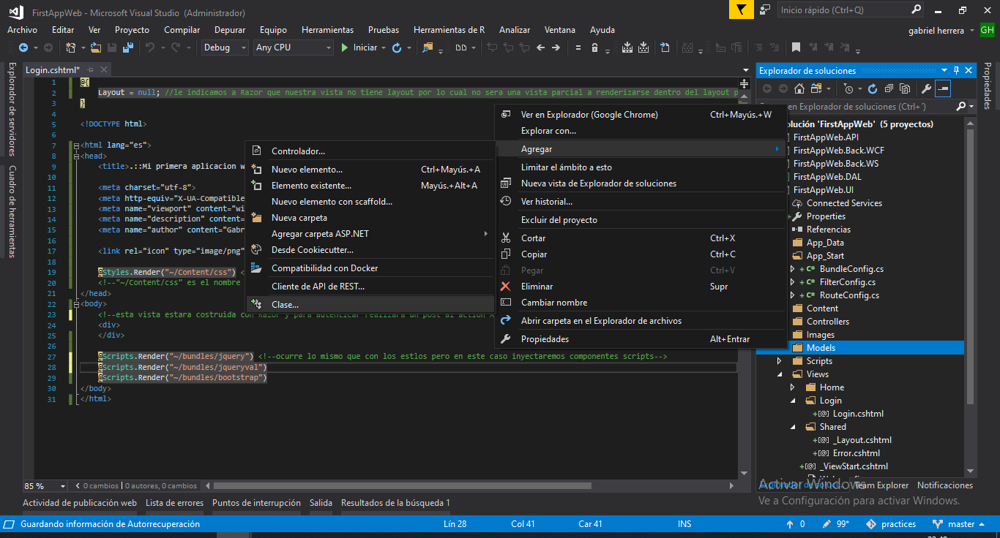 FirstAppWeb - Microsoft Visual Studio (Administrador)
Inicio rápido (Ctrl+Q)
Archivo Editar Ver Proyecto Compilar Depurar Equipo Herramientas Pruebas Herramientas de R Analizar Ventana Ayuda
gabriel herrera GH
Debug Any CPU Iniciar
Explorador de servidores
Cuadro de herramientas
Login.cshtml*
1 @{
2 Layout = null; //le indicamos a Razor que nuestra vista no tiene layout por lo cual no sera una vista parcial a renderizarse dentro del layout p
3 }
4
5 <!DOCTYPE html>
6
7 <html lang="es">
8 <head>
9 <title>.::Mi primera aplicacion w
10
11 <meta charset="utf-8">
12 <meta http-equiv="X-UA-Compatible
13 <meta name="viewport" content="wi
14 <meta name="description" content=
15 <meta name="author" content="Gabr
16
17 <link rel="icon" type="image/png"
18
19 @Styles.Render("~/Content/css") <
20 <!--"~/Content/css" es el nombre
21 </head>
22 <body>
23 <!--esta vista estara costruida con Razor y para autenticar realizara un post al action A
24 <div>
25 </div>
26
27 @Scripts.Render("~/bundles/jquery") <!--ocurre lo mismo que con los estlos pero en este caso inyectaremos componentes scripts-->
28 @Scripts.Render("~/bundles/jqueryval")
29 @Scripts.Render("~/bundles/bootstrap")
30 </body>
31 </html>
Controlador...
Nuevo elemento... Ctrl+Mayús.+A
Elemento existente... Mayús.+Alt+A
Nuevo elemento con scaffold...
Nueva carpeta
Agregar carpeta ASP.NET
Desde Cookiecutter...
Compatibilidad con Docker
Cliente de API de REST...
Clase...
Ver en Explorador (Google Chrome) Ctrl+Mayús.+W
Explorar con...
Agregar
Limitar el ámbito a esto
Nueva vista de Explorador de soluciones
Ver historial...
Excluir del proyecto
Cortar Ctrl+X
Copiar Ctrl+C
Pegar Ctrl+V
Eliminar Supr
Cambiar nombre
Abrir carpeta en el Explorador de archivos
Propiedades Alt+Entrar
Explorador de soluciones
en Explorador de soluciones (Ctrl+´)
olución 'FirstAppWeb' (5 proyectos)
FirstAppWeb.API
FirstAppWeb.Back.WCF
FirstAppWeb.Back.WS
FirstAppWeb.DAL
FirstAppWeb.UI
Connected Services
Properties
Referencias
App_Data
App_Start
C# BundleConfig.cs
C# FilterConfig.cs
C# RouteConfig.cs
Content
Controllers
Images
Models
Scripts
Views
Home
Login
Login.cshtml
Shared
_Layout.cshtml
Error.cshtml
_ViewStart.cshtml
Propiedades
85 % 0 cambios | 0 autores, 0 cambios
Team Explorer Notificaciones
Activar Windows
Ve a Configuración para activar Windows.
Actividad de publicación web Lista de errores Puntos de interrupción Salida Resultados de la búsqueda 1
Guardando información de Autorrecuperación Lín 28 Col 41 Car 41 INS 0 99* practices master